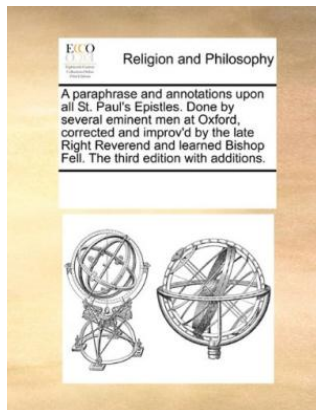 ECCO
Religion and Philosophy
A paraphrase and annotations upon
all St. Paul's Epistles. Done by
several eminent men at Oxford,
corrected and improv'd by the late
Right Reverend and learned Bishop
Fell. The third edition with additions.